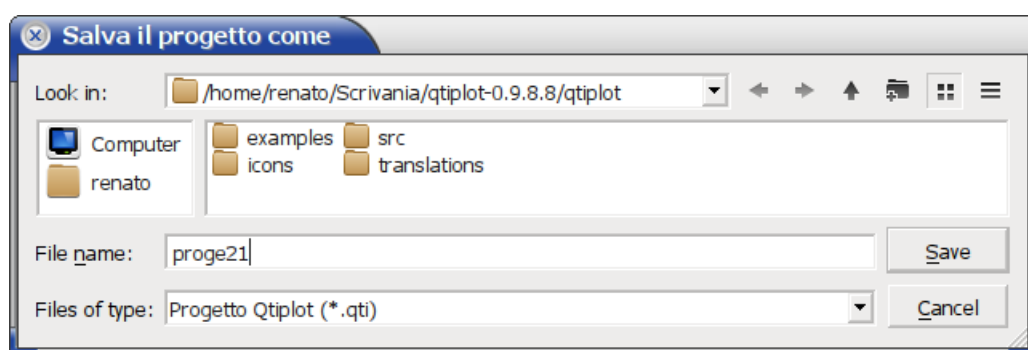 Salva il progetto come
Look in: /home/renato/Scrivania/qtiplot-0.9.8.8/qtiplot
Computer
renato
examples src
icons translations
File name: proge21 Save
Files of type: Progetto Qtiplot (*.qti) Cancel